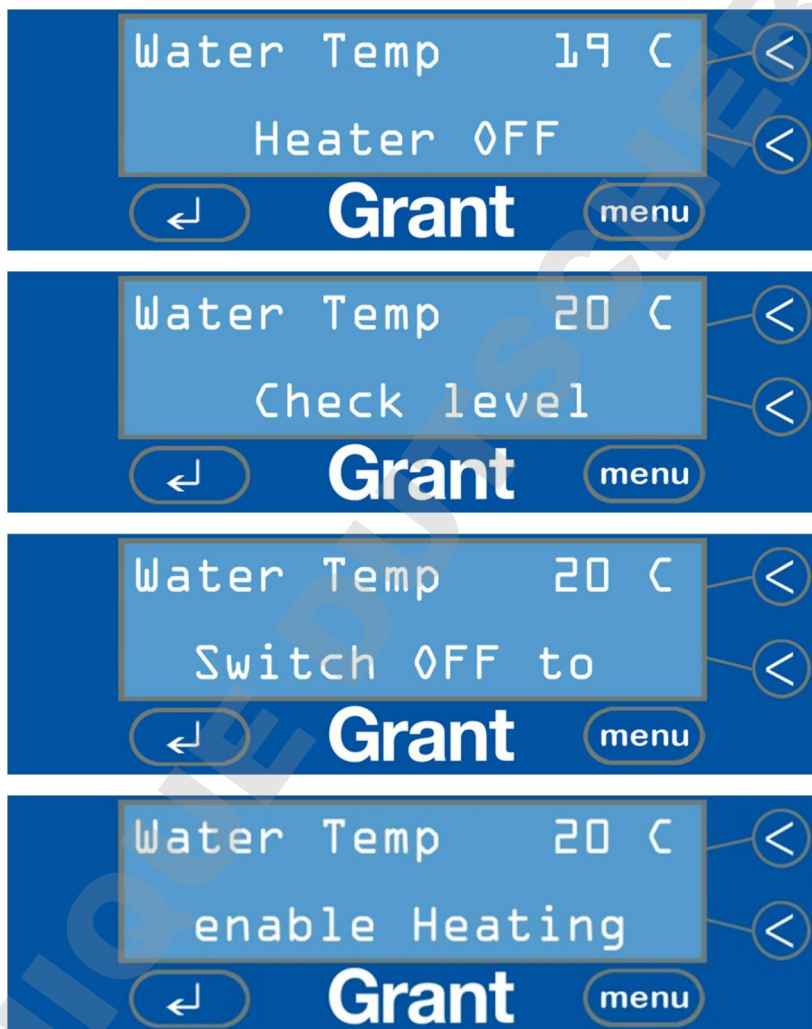 Water Temp 19 C
Heater OFF
Grant menu
Water Temp 20 C
Check level
Grant menu
Water Temp 20 C
Switch OFF to
Grant menu
Water Temp 20 C
enable Heating
Grant menu